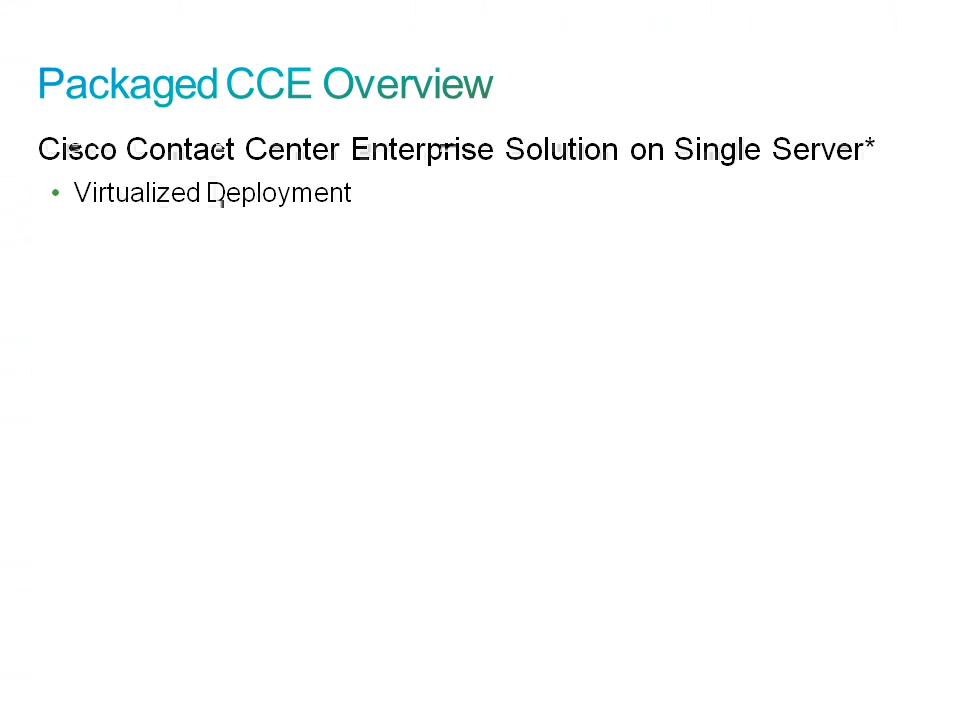 Packaged CCE Overview
Cisco Contact Center Enterprise Solution on Single Server*
• Virtualized Deployment